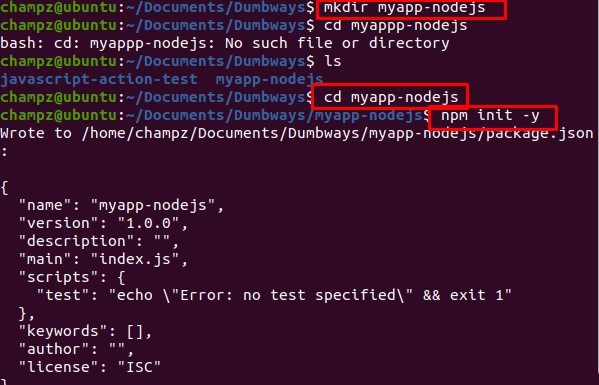 champz@ubuntu:~/Documents/Dumbways$ mkdir myapp-nodejs
champz@ubuntu:~/Documents/Dumbways$ cd myappp-nodejs
bash: cd: myappp-nodejs: No such file or directory
champz@ubuntu:~/Documents/Dumbways$ ls
javascript-action-test  myapp-nodejs
champz@ubuntu:~/Documents/Dumbways$ cd myapp-nodejs
champz@ubuntu:~/Documents/Dumbways/myapp-nodejs$ npm init -y
Wrote to /home/champz/Documents/Dumbways/myapp-nodejs/package.json
:
{
  "name": "myapp-nodejs",
  "version": "1.0.0",
  "description": "",
  "main": "index.js",
  "scripts": {
    "test": "echo \"Error: no test specified\" && exit 1"
  },
  "keywords": [],
  "author": "",
  "license": "ISC"
}